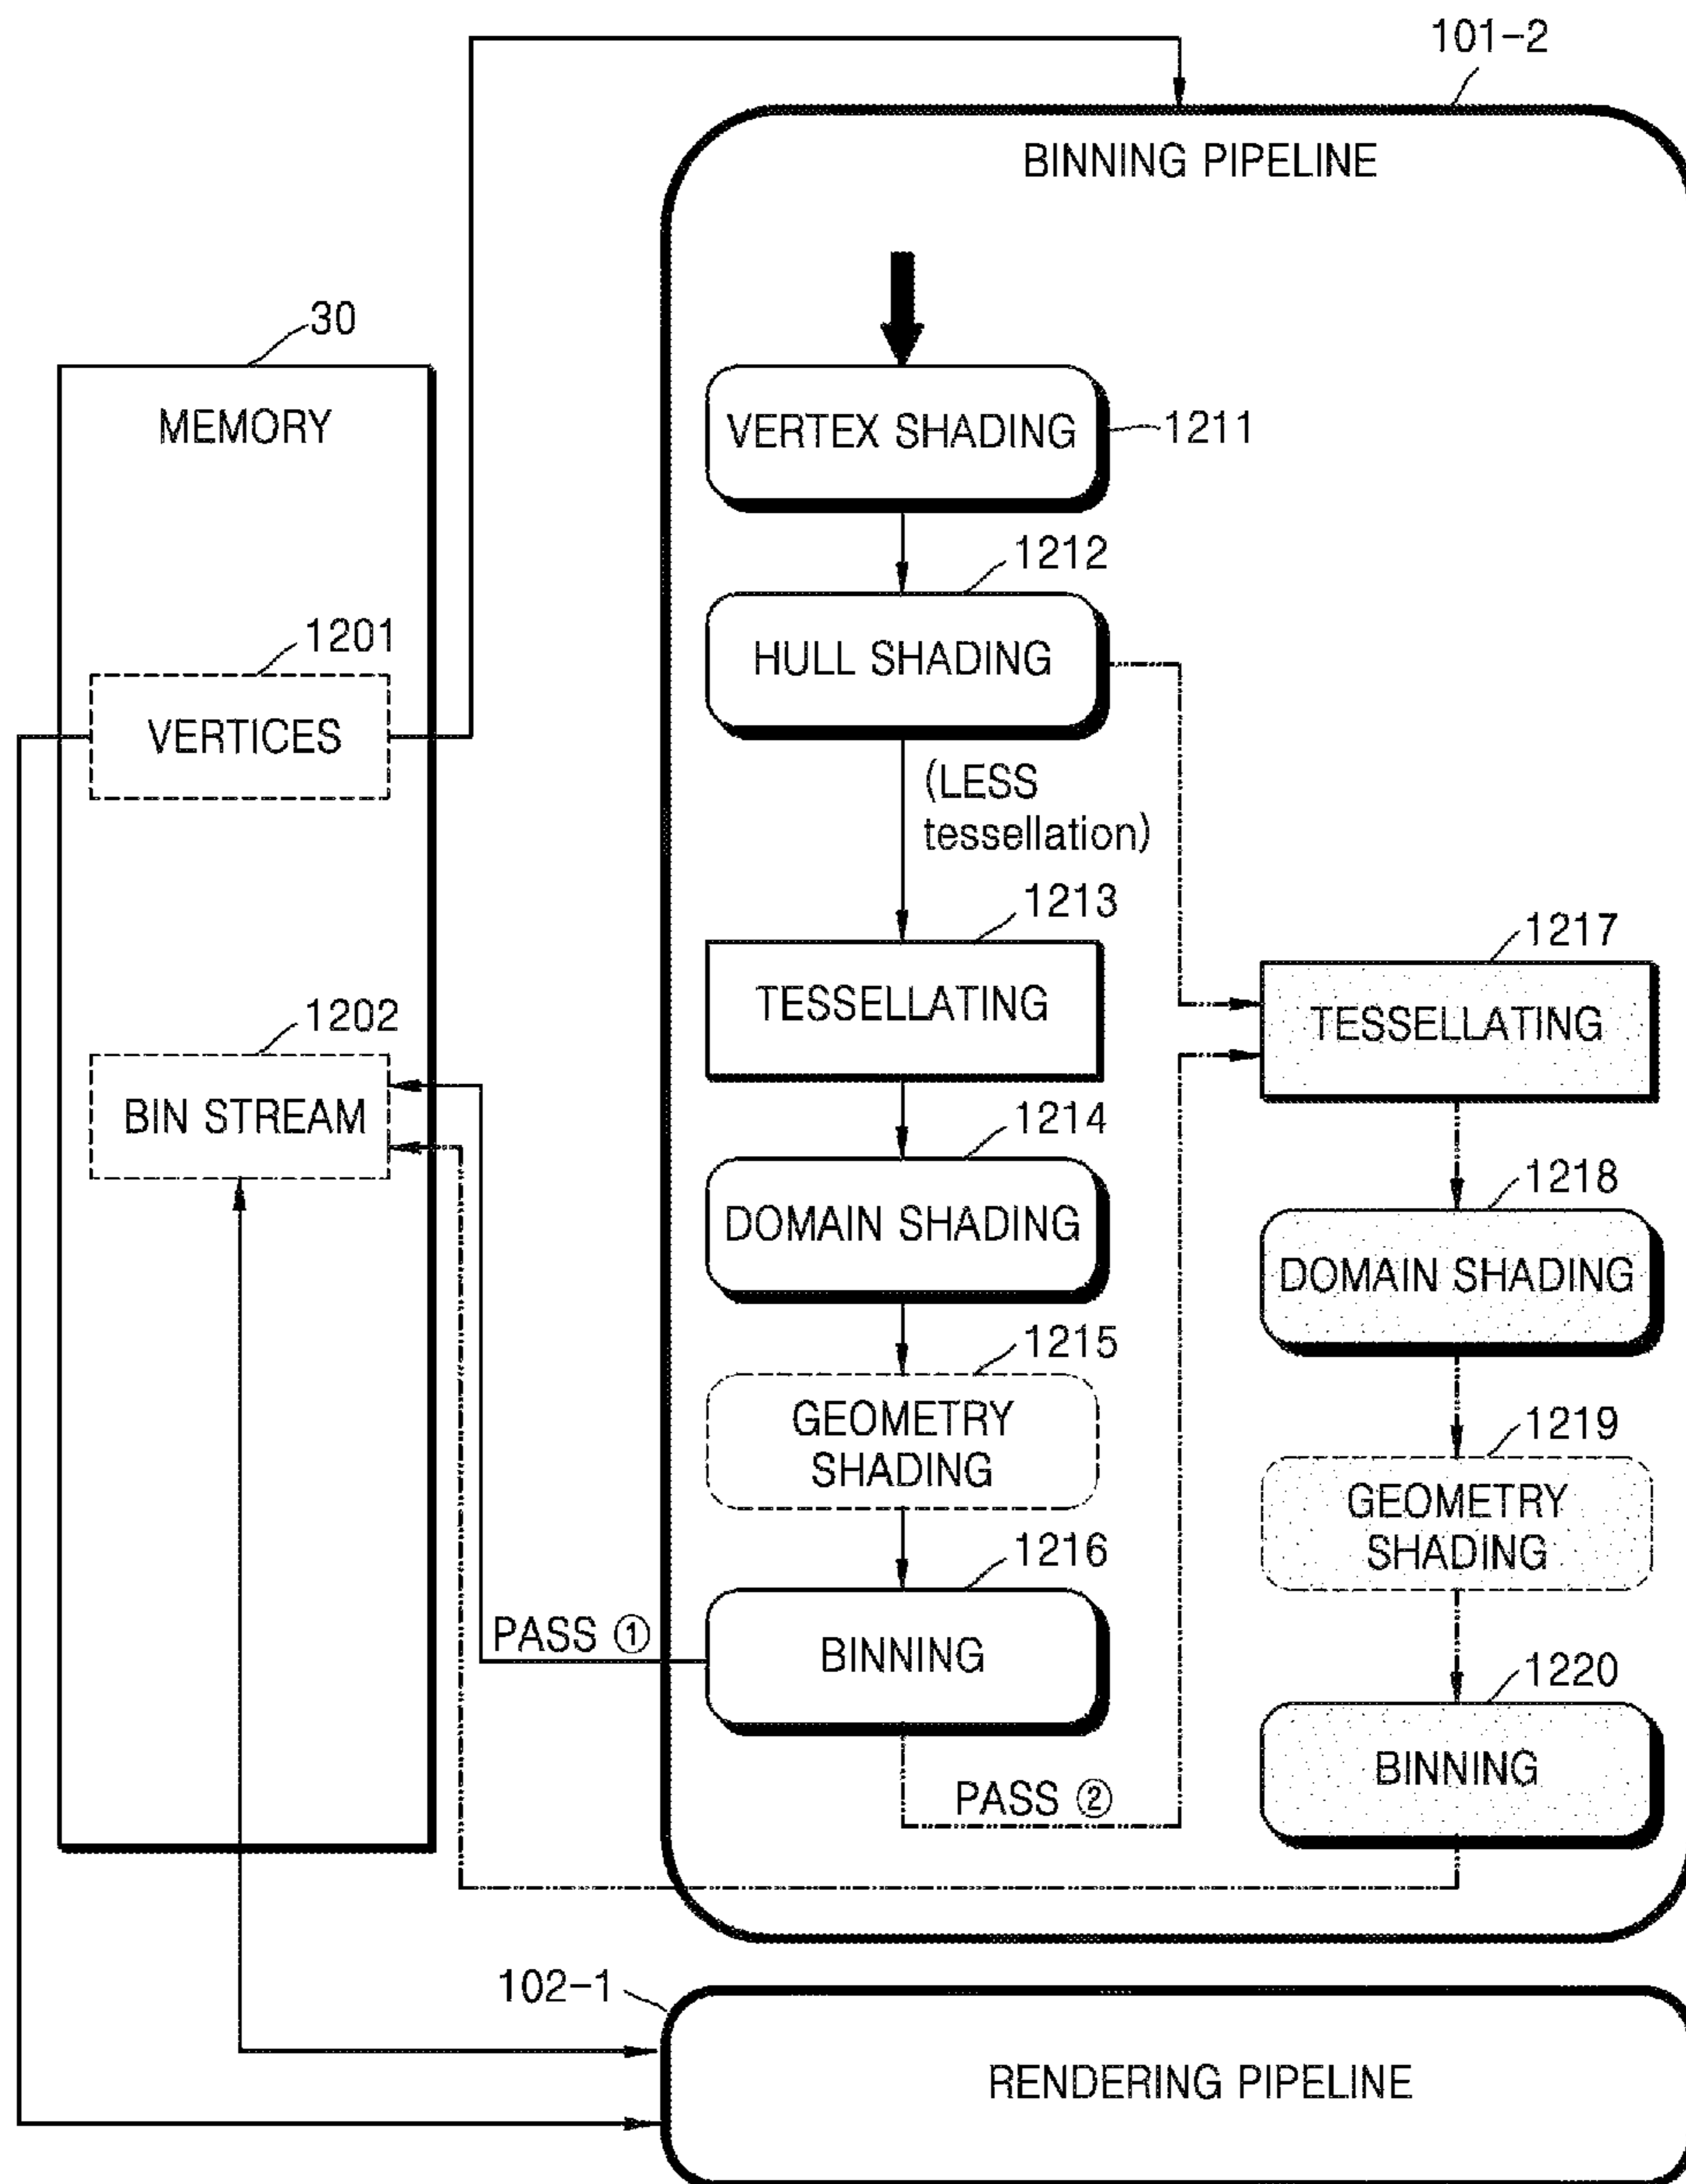 101-2
BINNING PIPELINE
30
MEMORY
VERTEX SHADING
1211
1212
HULL SHADING
1201
VERTICES
(LESS
tessellation)
1213
TESSELLATING
1217
TESSELLATING
1202
BIN STREAM
1214
DOMAIN SHADING
1218
DOMAIN SHADING
1215
GEOMETRY
SHADING
1219
GEOMETRY
SHADING
1216
BINNING
PASS ①
1220
BINNING
PASS ②
102-1
RENDERING PIPELINE